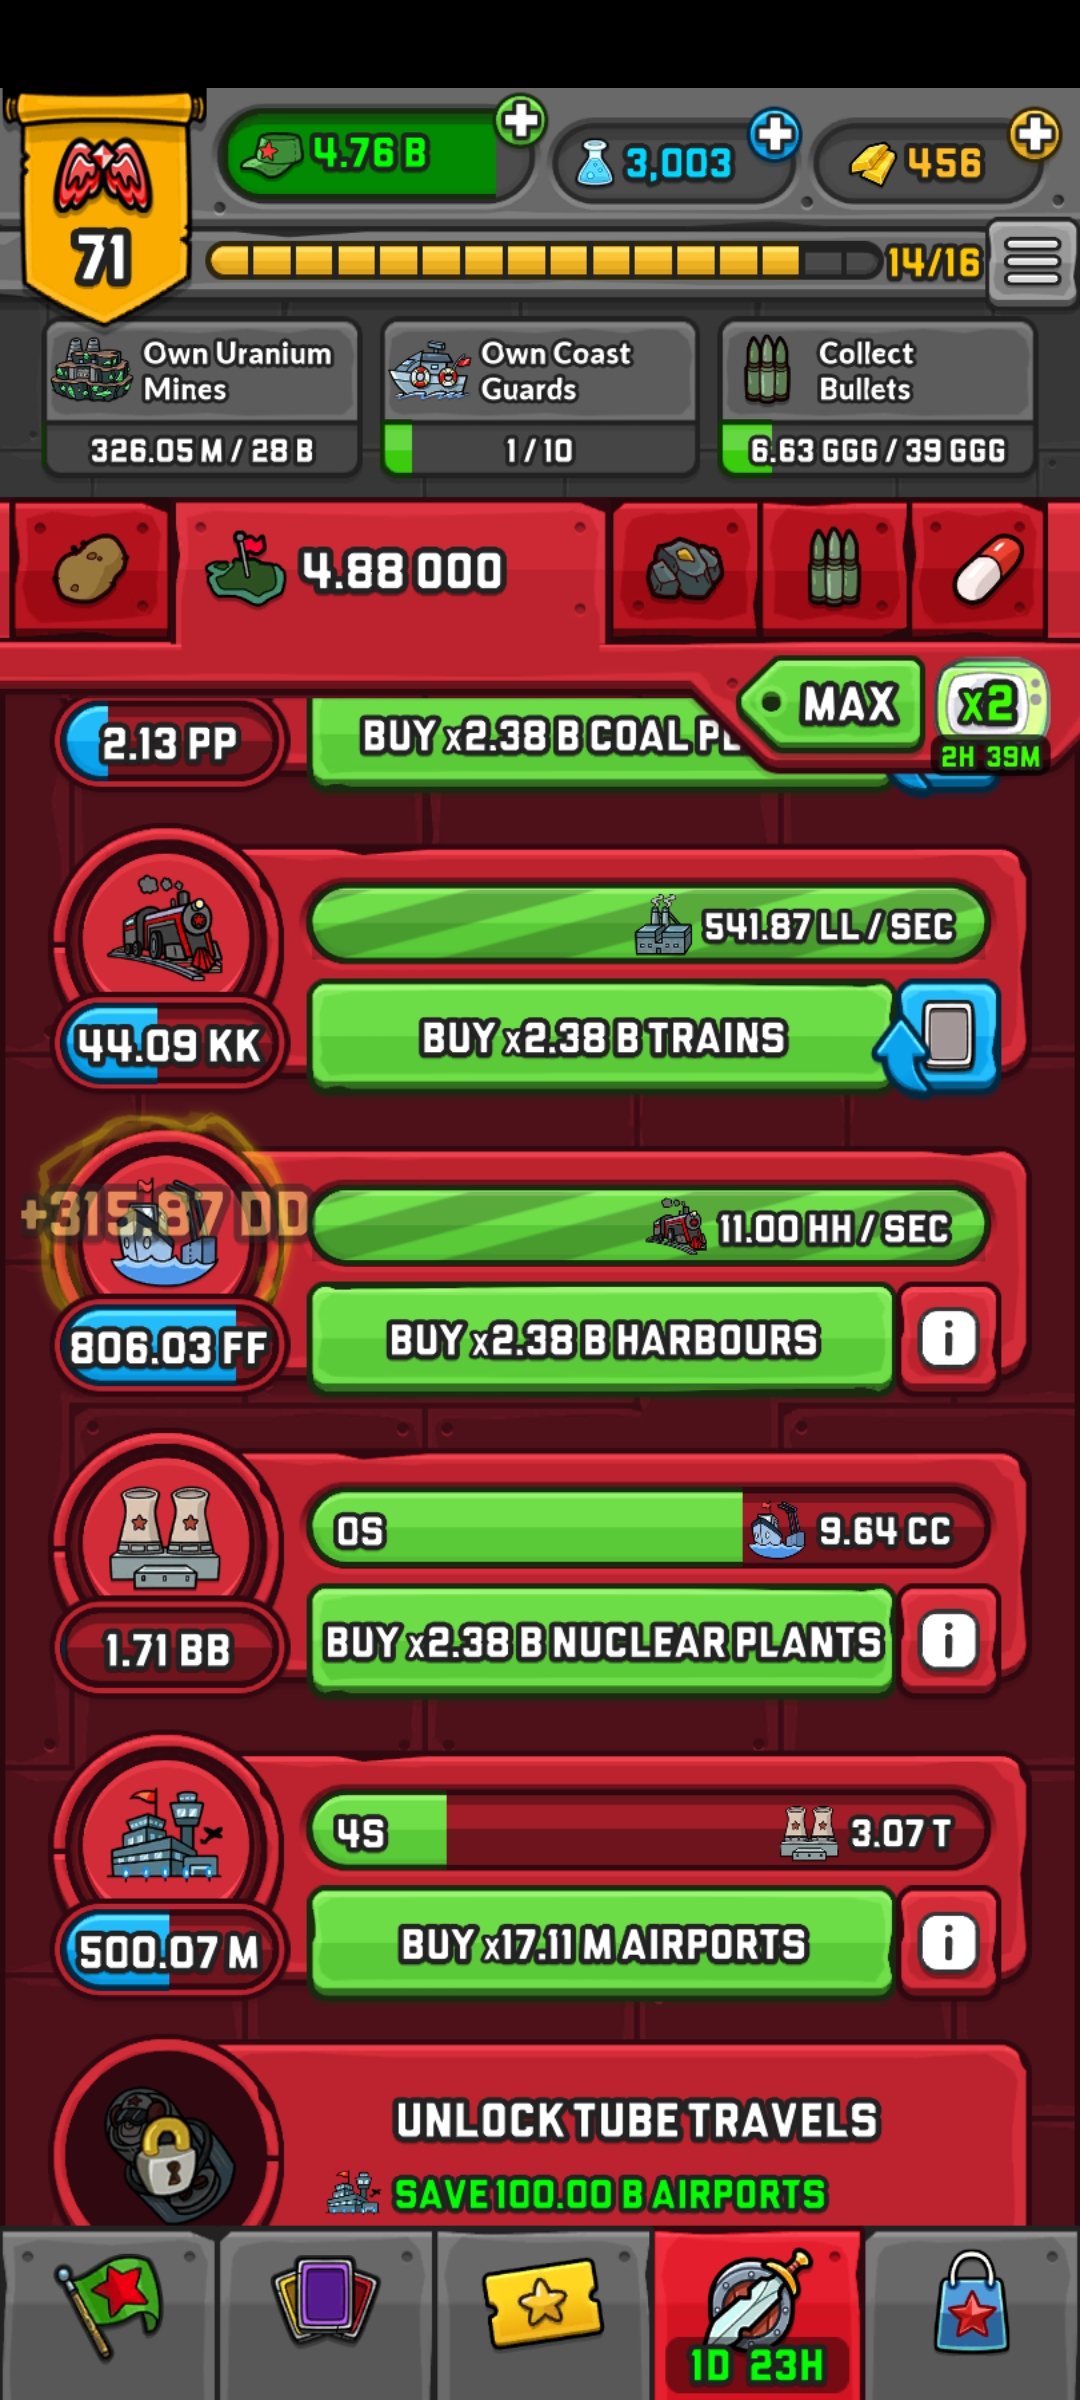 4.76 B
3,003
456
71
14/16
Own Uranium
Mines
326.05 M / 28 B
Own Coast
Guards
1 / 10
Collect
Bullets
6.63 GGG / 39 GGG
4.88 000
MAX
x2
2H 39M
2.13 PP
BUY x2.38 B COAL
541.87 LL / SEC
44.09 KK
BUY x2.38 B TRAINS
+315.87 DD
11.00 HH / SEC
806.03 FF
BUY x2.38 B HARBOURS
i
0S
9.64 CC
1.71 BB
BUY x2.38 B NUCLEAR PLANTS
i
4S
3.07 T
500.07 M
BUY x17.11 M AIRPORTS
i
UNLOCK TUBE TRAVELS
SAVE 100.00 B AIRPORTS
1D 23H